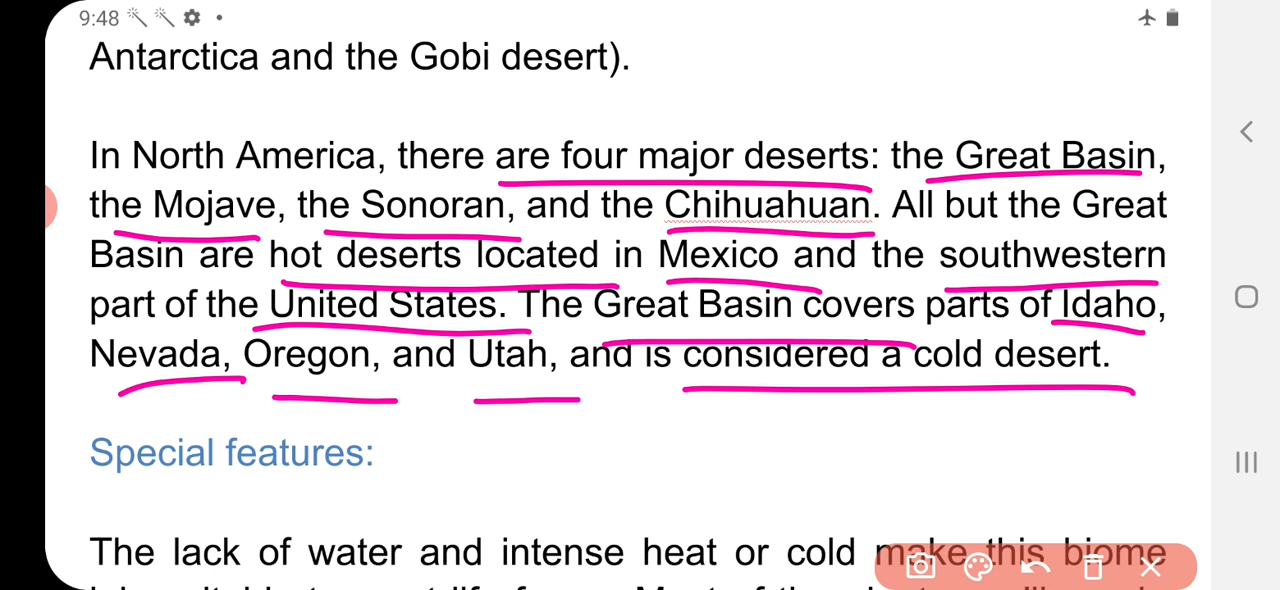 9:48
Antarctica and the Gobi desert).
In North America, there are four major deserts: the Great Basin,
the Mojave, the Sonoran, and the Chihuahuan. All but the Great
Basin are hot deserts located in Mexico and the southwestern
part of the United States. The Great Basin covers parts of Idaho,
Nevada, Oregon, and Utah, and is considered a cold desert.
Special features:
The lack of water and intense heat or cold make this biome